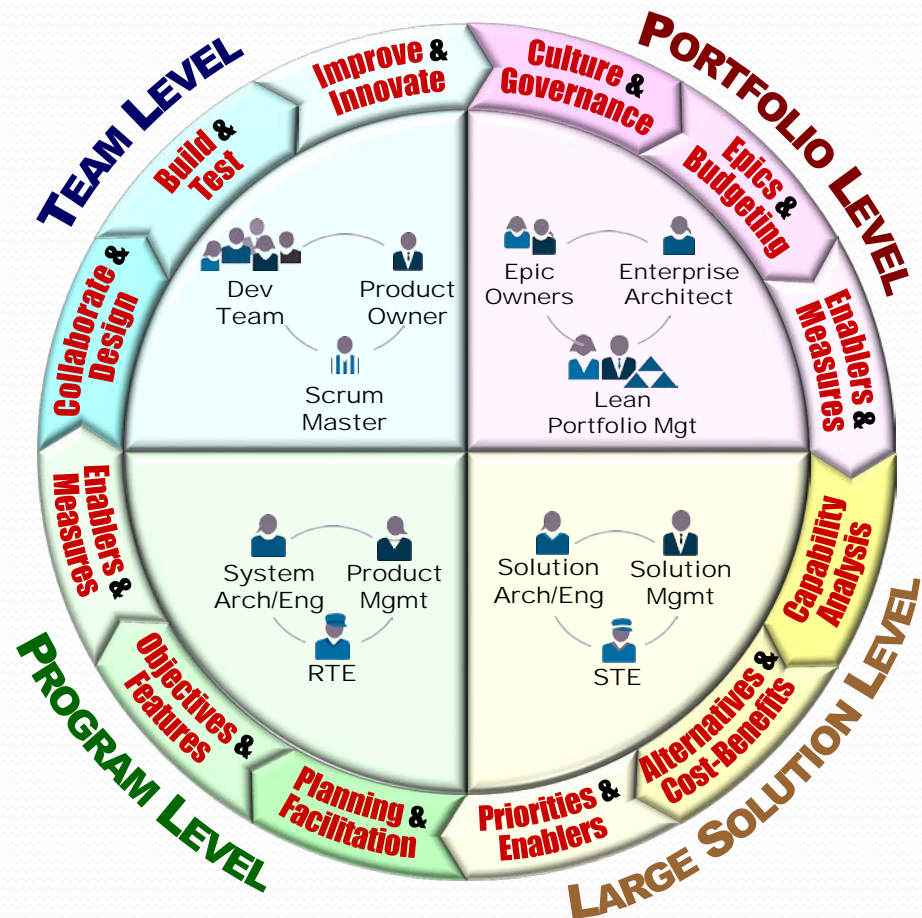 TEAM LEVEL
PORTFOLIO LEVEL
LARGE SOLUTION LEVEL
PROGRAM LEVEL
Culture &
Governance
Epics &
Budgeting
Enablers &
Measures
Capability
Analysis
Alternatives &
Cost-Benefits
Priorities &
Enablers
Planning &
Facilitation
Objectives &
Features
Enablers &
Measures
Collaborate &
Design
Build &
Test
Improve &
Innovate
Dev
Team
Product
Owner
Scrum
Master
Epic
Owners
Enterprise
Architect
Lean
Portfolio Mgt
System
Arch/Eng
Product
Mgmt
RTE
Solution
Arch/Eng
Solution
Mgmt
STE